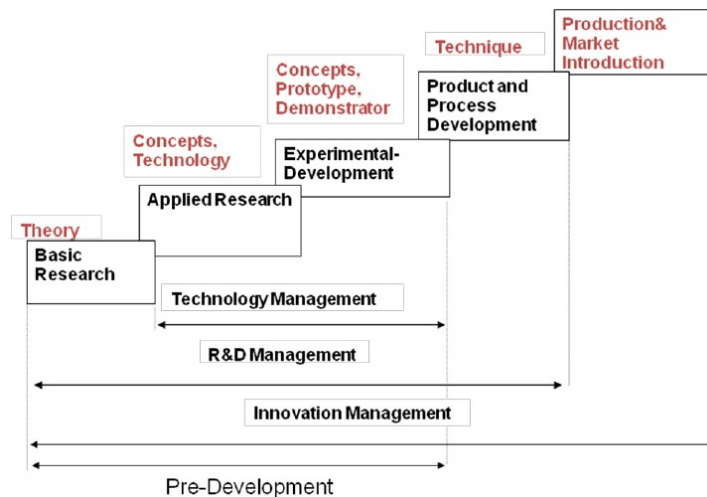 Production&
Market
Introduction
Technique
Concepts,
Prototype,
Demonstrator
Product and
Process
Development
Concepts,
Technology
Experimental-
Development
Applied Research
Theory
Basic
Research
Technology Management
R&D Management
Innovation Management
Pre-Development